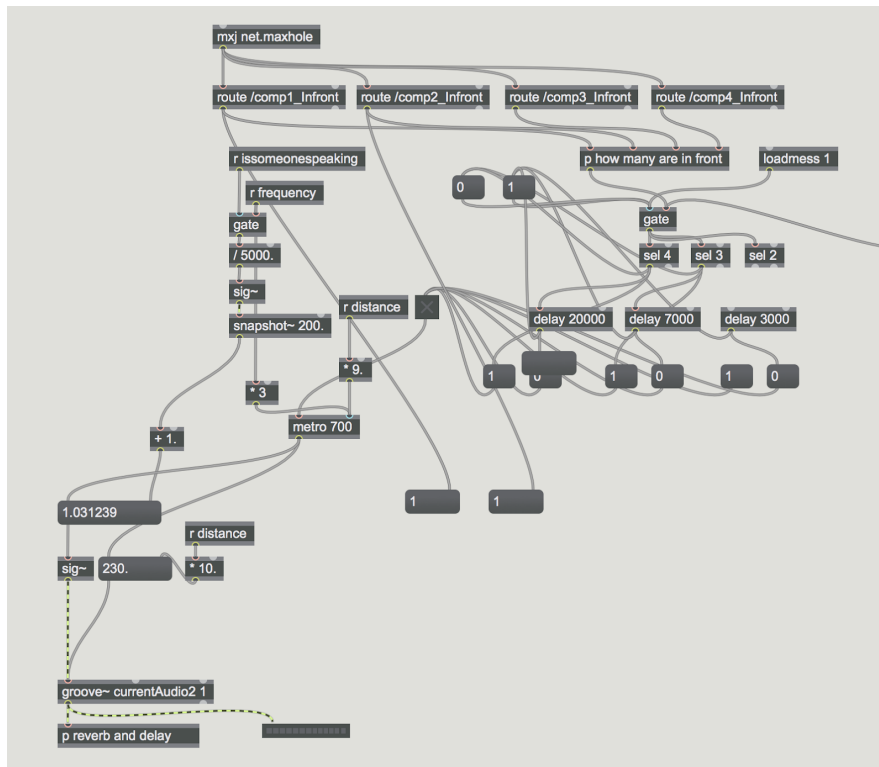 mxj net.maxhole
route /comp1_Infront
route /comp2_Infront
route /comp3_Infront
route /comp4_Infront
r issomeonespeaking
p how many are in front
loadmess 1
r frequency
0
1
gate
gate
/ 5000.
sel 4
sel 3
sel 2
sig~
r distance
snapshot~ 200.
delay 20000
delay 7000
delay 3000
* 9.
1
0
1
0
1
0
* 3
metro 700
+ 1.
1
1
1.031239
r distance
sig~
230.
* 10.
groove~ currentAudio2 1
p reverb and delay